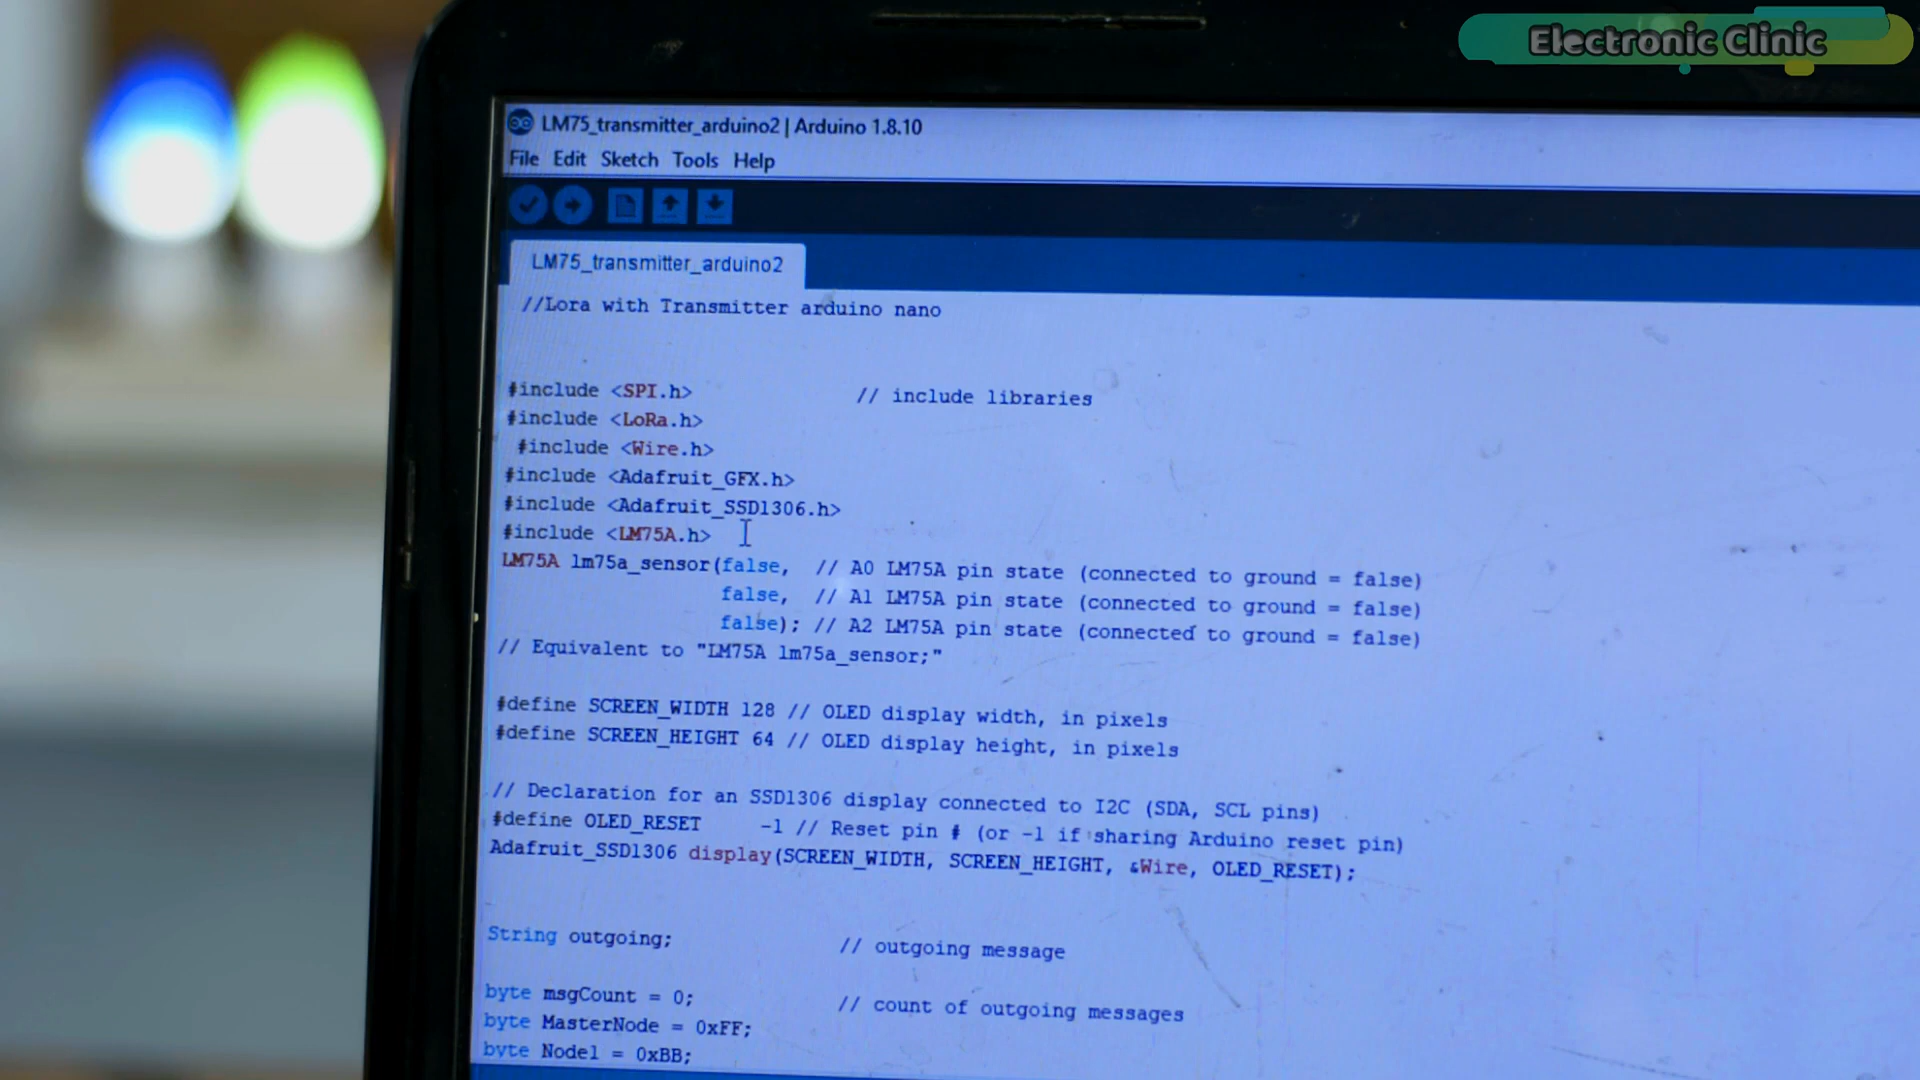 Electronic Clinic
LM75_transmitter_arduino2 | Arduino 1.8.10
File Edit Sketch Tools Help
LM75_transmitter_arduino2
//Lora with Transmitter arduino nano
#include <SPI.h> // include libraries
#include <LoRa.h>
#include <Wire.h>
#include <Adafruit_GFX.h>
#include <Adafruit_SSD1306.h>
#include <LM75A.h>
LM75A lm75a_sensor(false, // A0 LM75A pin state (connected to ground = false)
false, // A1 LM75A pin state (connected to ground = false)
false); // A2 LM75A pin state (connected to ground = false)
// Equivalent to "LM75A lm75a_sensor;"
#define SCREEN_WIDTH 128 // OLED display width, in pixels
#define SCREEN_HEIGHT 64 // OLED display height, in pixels
// Declaration for an SSD1306 display connected to I2C (SDA, SCL pins)
#define OLED_RESET -1 // Reset pin # (or -1 if sharing Arduino reset pin)
Adafruit_SSD1306 display(SCREEN_WIDTH, SCREEN_HEIGHT, &Wire, OLED_RESET);
String outgoing; // outgoing message
byte msgCount = 0; // count of outgoing messages
byte MasterNode = 0xFF;
byte Node1 = 0xBB;